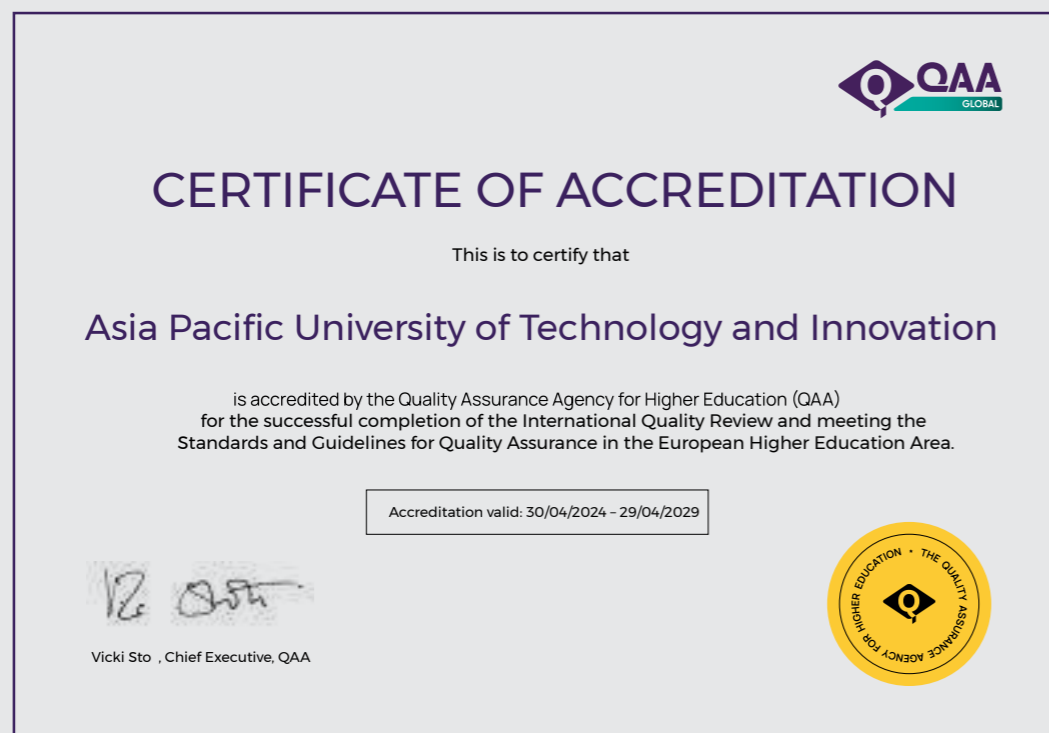 QAA
GLOBAL
CERTIFICATE OF ACCREDITATION
This is to certify that
Asia Pacific University of Technology and Innovation
is accredited by the Quality Assurance Agency for Higher Education (QAA)
for the successful completion of the International Quality Review and meeting the
Standards and Guidelines for Quality Assurance in the European Higher Education Area.
Accreditation valid: 30/04/2024 – 29/04/2029
Vicki Sto , Chief Executive, QAA
THE QUALITY ASSURANCE AGENCY FOR HIGHER EDUCATION •